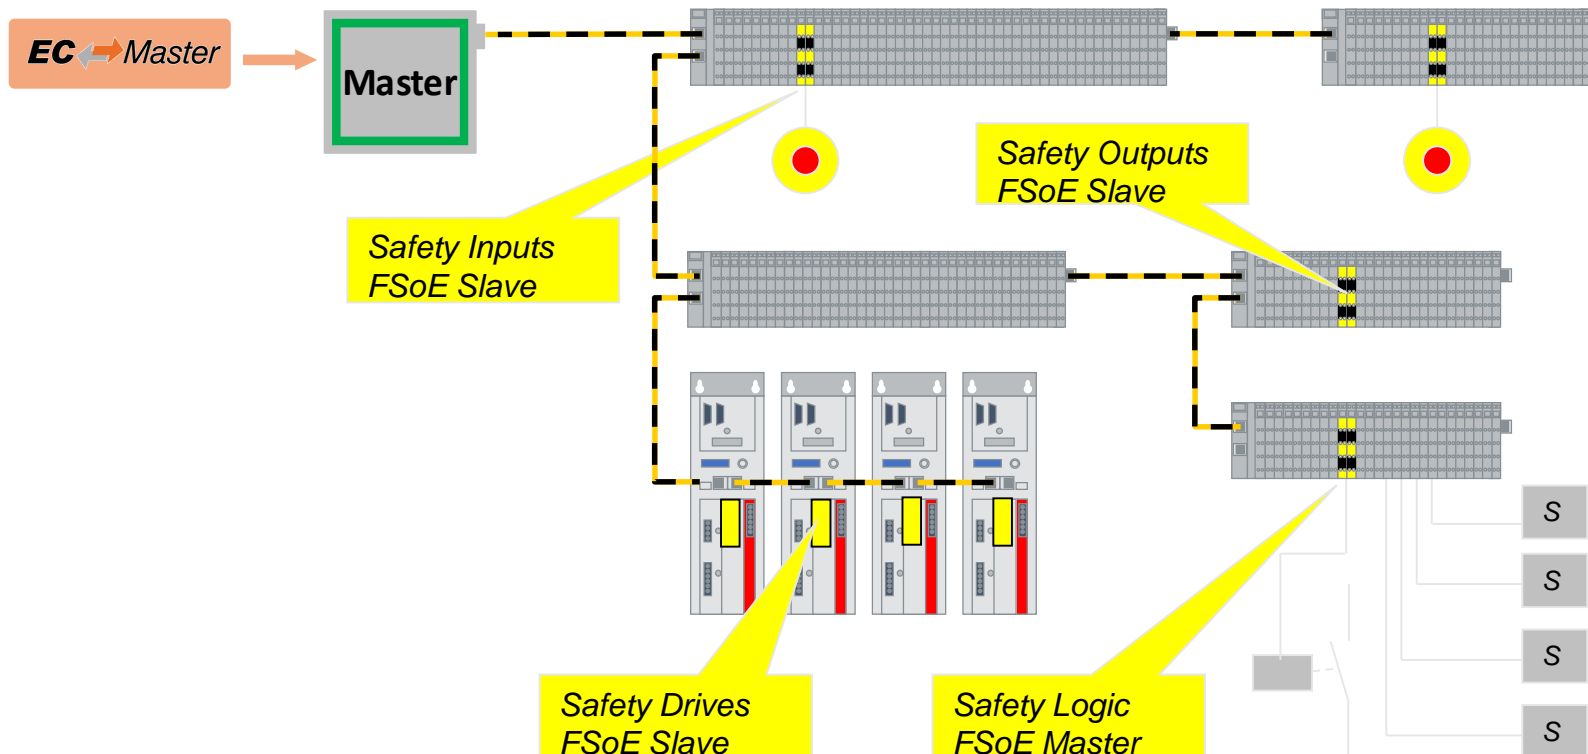 EC Master
Master
Safety Outputs
FSoE Slave
Safety Inputs
FSoE Slave
S
S
S
S
Safety Drives
FSoE Slave
Safety Logic
FSoE Master